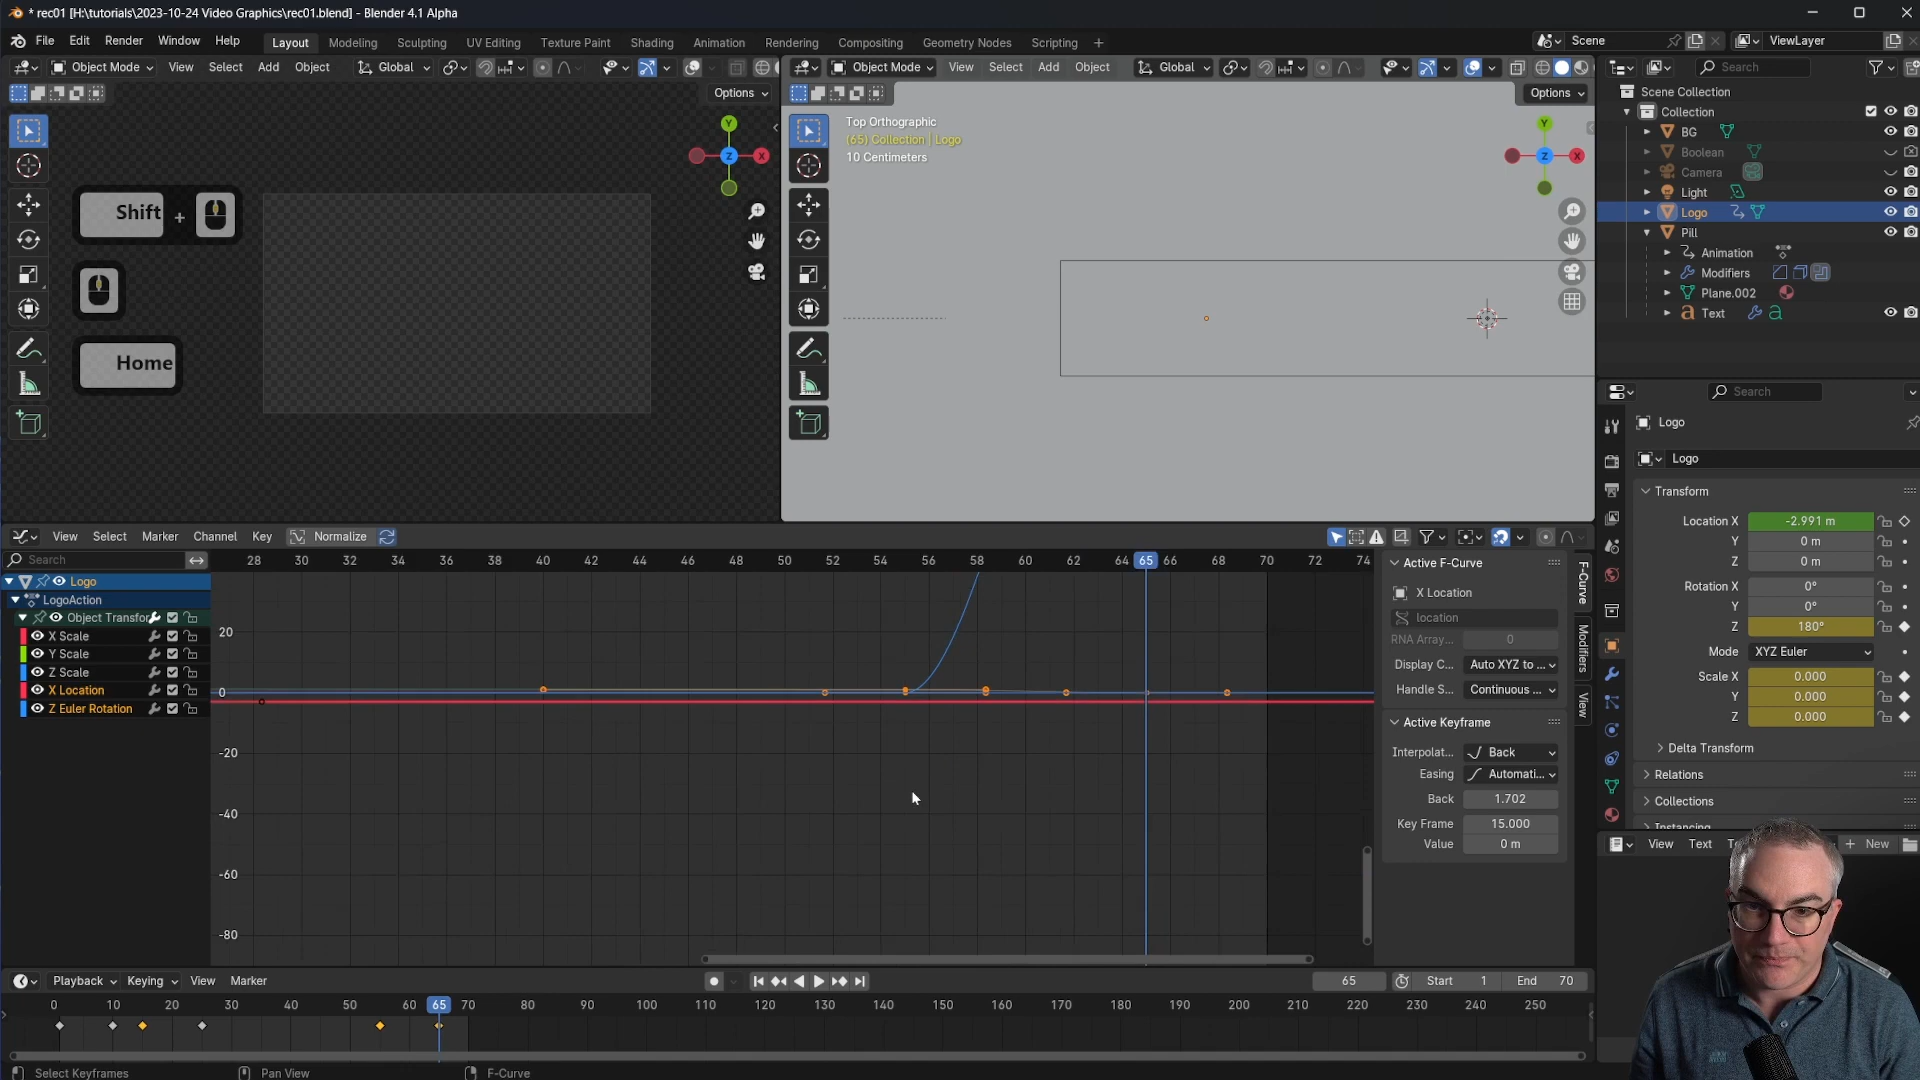 * rec01 [H:\tutorials\2023-10-24 Video Graphics\rec01.blend] - Blender 4.1 Alpha
File Edit Render Window Help Layout Modeling Sculpting UV Editing Texture Paint Shading Animation Rendering Compositing Geometry Nodes Scripting + Scene ViewLayer
Object Mode View Select Add Object Global
Options
Object Mode View Select Add Object Global
Options
Shift +
Home
Y
Z
X
Top Orthographic
(65) Collection | Logo
10 Centimeters
Y
Z
X
Search
Scene Collection
Collection
BG
Boolean
Camera
Light
Logo
Pill
Animation
Modifiers
Plane.002
Text
Search
Logo
Logo
Transform
Location X -2.991 m
Y 0 m
Z 0 m
Rotation X 0°
Y 0°
Z 180°
Mode XYZ Euler
Scale X 0.000
Y 0.000
Z 0.000
Delta Transform
Relations
Collections
View Text New
View Select Marker Channel Key Normalize
Search
28 30 32 34 36 38 40 42 44 46 48 50 52 54 56 58 60 62 64 65 66 68 70 72 74
Logo
LogoAction
Object Transfor
X Scale
Y Scale
Z Scale
X Location
Z Euler Rotation
20
0
-20
-40
-60
-80
Active F-Curve
X Location
location
RNA Array... 0
Display C... Auto XYZ to ...
Handle S... Continuous ...
Active Keyframe
Interpolat... Back
Easing Automati...
Back 1.702
Key Frame 15.000
Value 0 m
F-Curve
Modifiers
View
Playback Keying View Marker 65 Start 1 End 70
0 10 20 30 40 50 60 65 70 80 90 100 110 120 130 140 150 160 170 180 190 200 210 220 230 240 250
Select Keyframes Pan View F-Curve